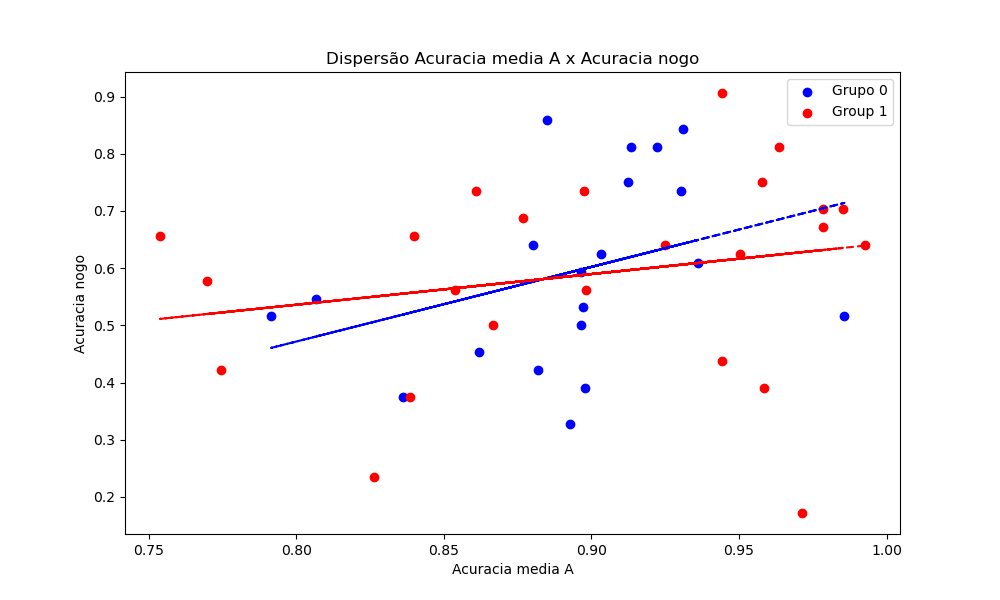 Dispersão Acuracia media A x Acuracia nogo
Grupo 0
Group 1
Acuracia nogo
0.9
0.8
0.7
0.6
0.5
0.4
0.3
0.2
0.75 0.80 0.85 0.90 0.95 1.00
Acuracia media A